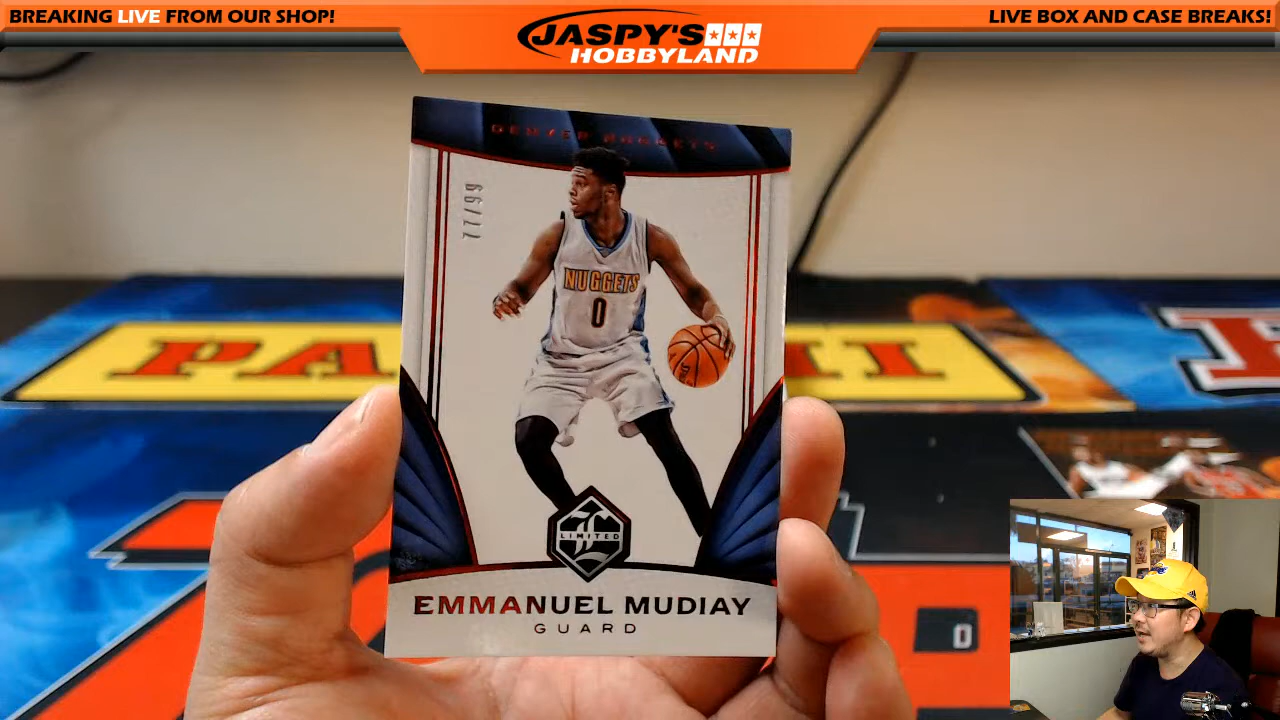 BREAKING LIVE FROM OUR SHOP!
JASPY'S
HOBBYLAND
LIVE BOX AND CASE BREAKS!
DENVER NUGGETS
77/99
NUGGETS
0
LIMITED
EMMANUEL MUDIAY
GUARD
0